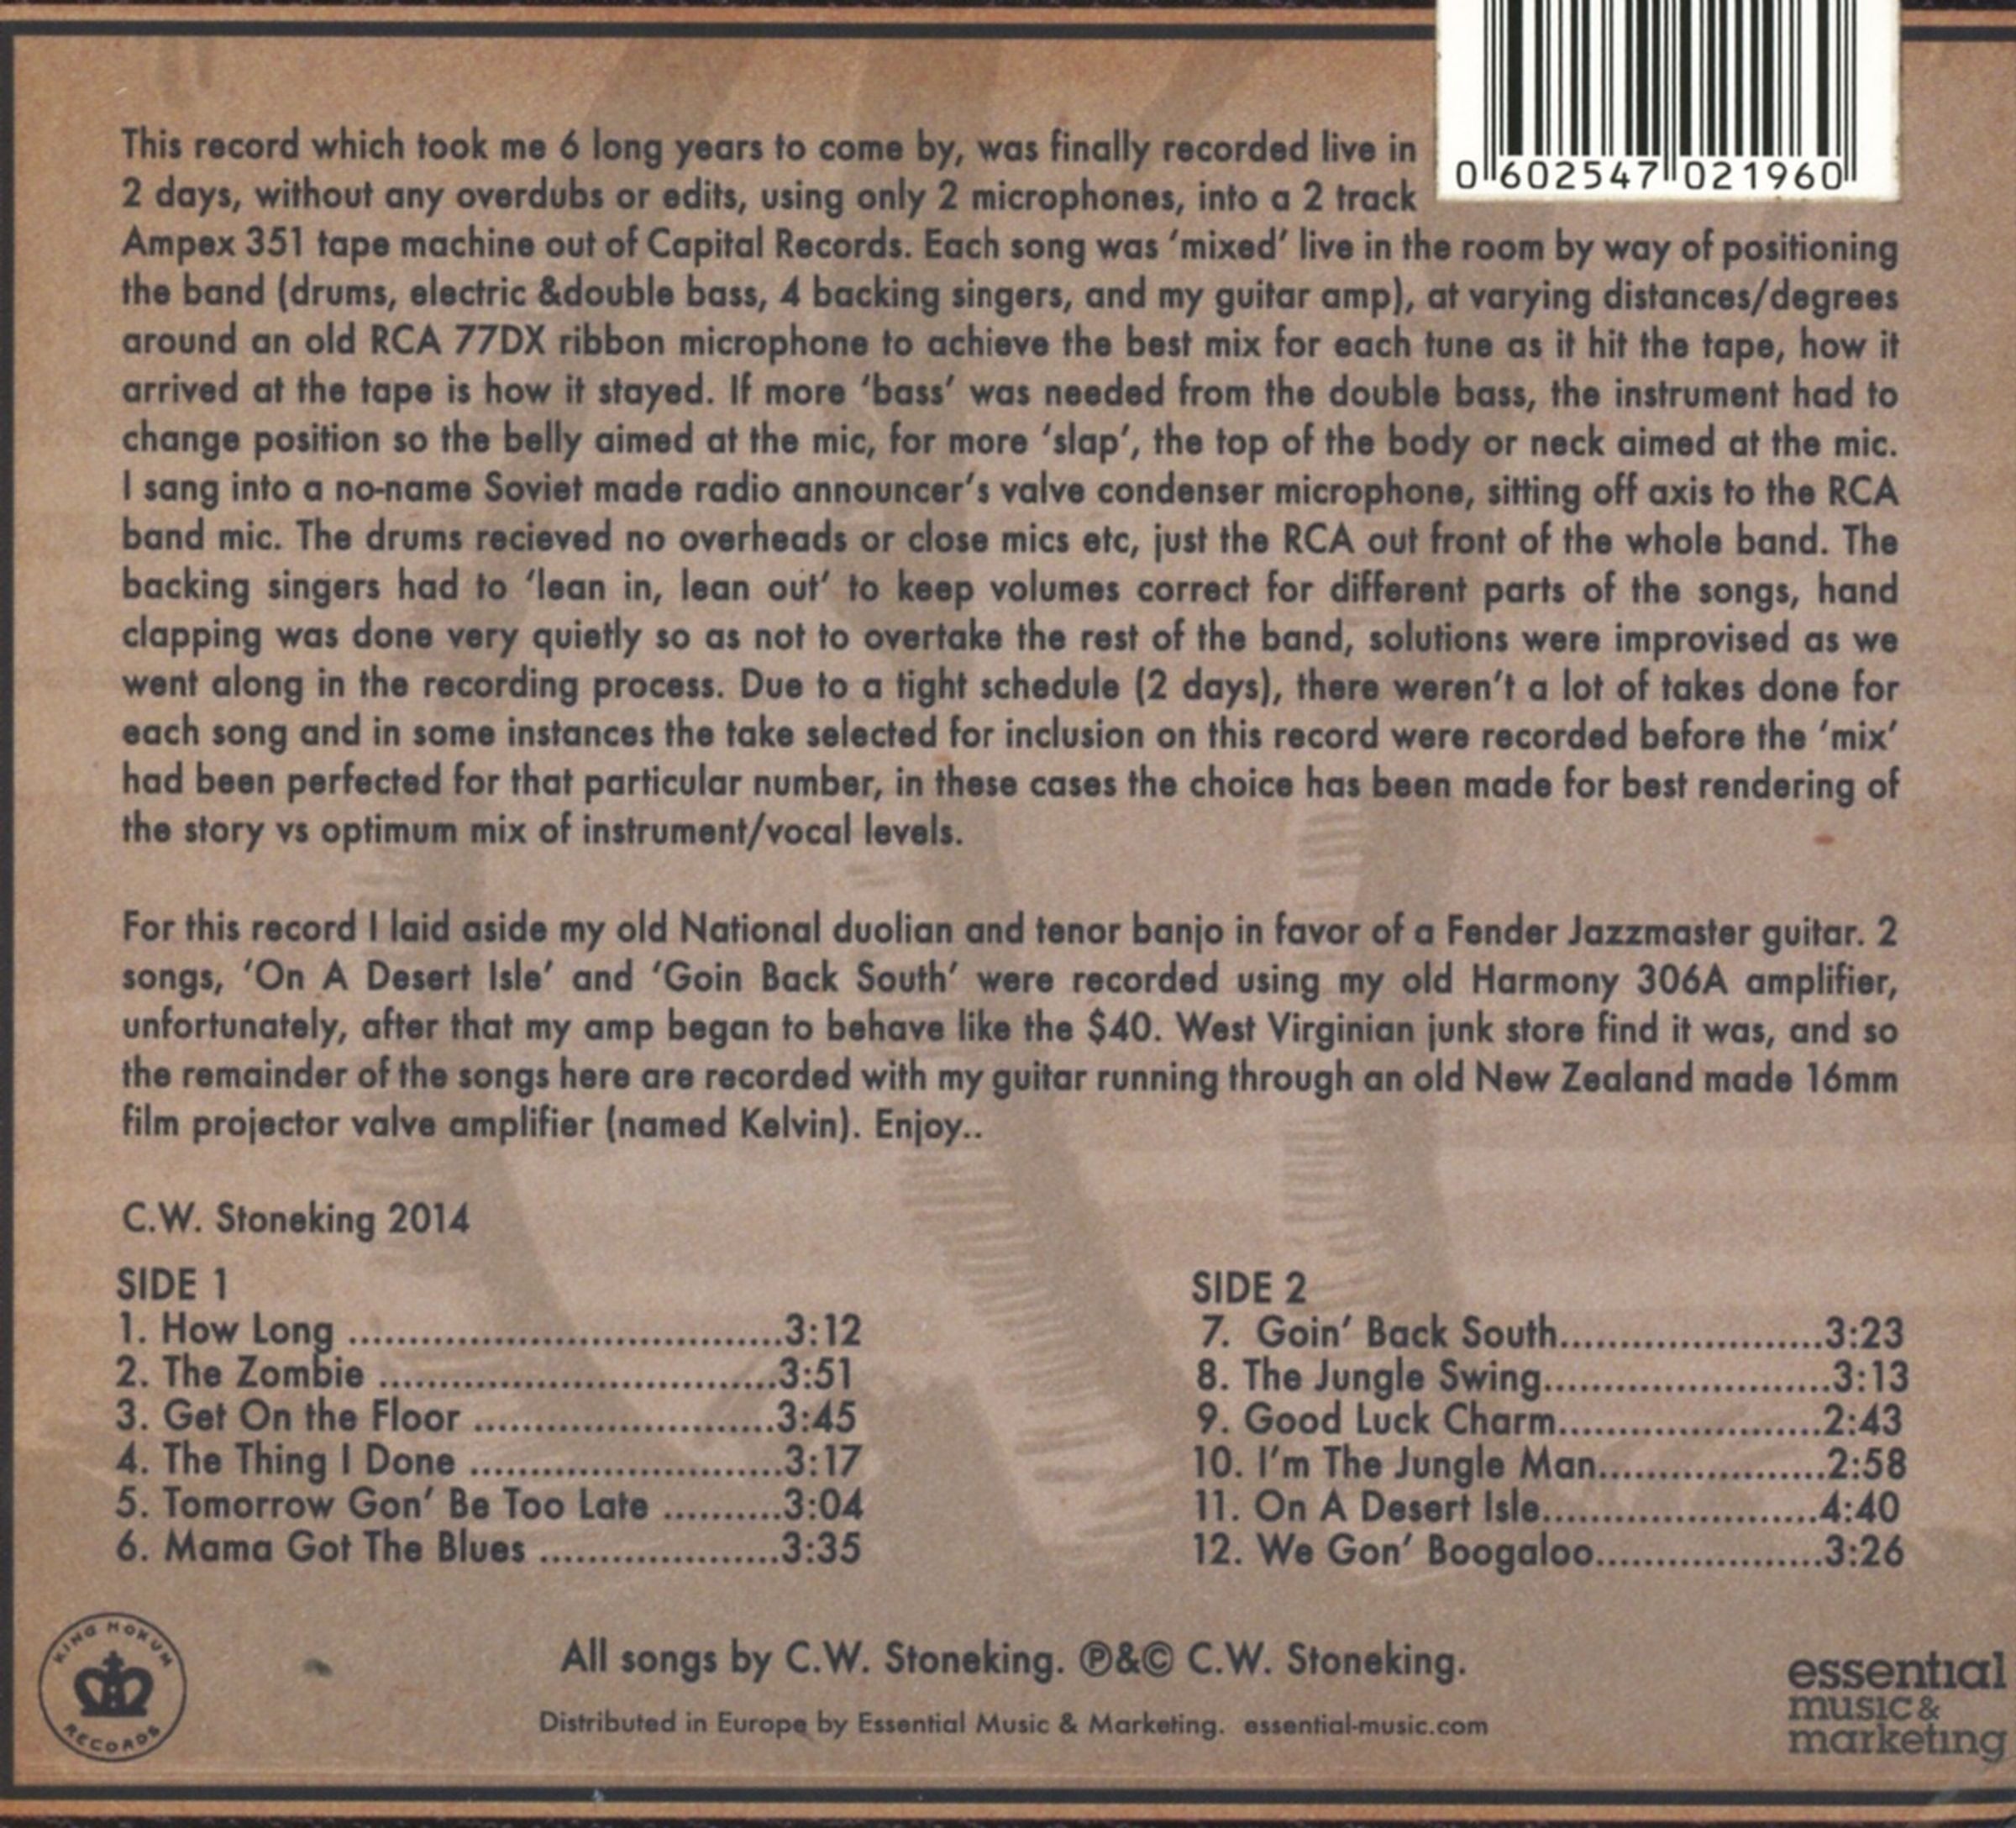 0 602547 021960
This record which took me 6 long years to come by, was finally recorded live in
2 days, without any overdubs or edits, using only 2 microphones, into a 2 track
Ampex 351 tape machine out of Capital Records. Each song was ‘mixed’ live in the room by way of positioning
the band (drums, electric &double bass, 4 backing singers, and my guitar amp), at varying distances/degrees
around an old RCA 77DX ribbon microphone to achieve the best mix for each tune as it hit the tape, how it
arrived at the tape is how it stayed. If more ‘bass’ was needed from the double bass, the instrument had to
change position so the belly aimed at the mic, for more ‘slap’, the top of the body or neck aimed at the mic.
I sang into a no-name Soviet made radio announcer’s valve condenser microphone, sitting off axis to the RCA
band mic. The drums recieved no overheads or close mics etc, just the RCA out front of the whole band. The
backing singers had to ‘lean in, lean out’ to keep volumes correct for different parts of the songs, hand
clapping was done very quietly so as not to overtake the rest of the band, solutions were improvised as we
went along in the recording process. Due to a tight schedule (2 days), there weren’t a lot of takes done for
each song and in some instances the take selected for inclusion on this record were recorded before the ‘mix’
had been perfected for that particular number, in these cases the choice has been made for best rendering of
the story vs optimum mix of instrument/vocal levels.
For this record I laid aside my old National duolian and tenor banjo in favor of a Fender Jazzmaster guitar. 2
songs, ‘On A Desert Isle’ and ‘Goin Back South’ were recorded using my old Harmony 306A amplifier,
unfortunately, after that my amp began to behave like the $40. West Virginian junk store find it was, and so
the remainder of the songs here are recorded with my guitar running through an old New Zealand made 16mm
film projector valve amplifier (named Kelvin). Enjoy..
C.W. Stoneking 2014
SIDE 1
1. How Long ....................................3:12
2. The Zombie .................................3:51
3. Get On the Floor .........................3:45
4. The Thing I Done ..........................3:17
5. Tomorrow Gon’ Be Too Late ..........3:04
6. Mama Got The Blues ....................3:35
SIDE 2
7. Goin’ Back South......................3:23
8. The Jungle Swing........................3:13
9. Good Luck Charm......................2:43
10. I’m The Jungle Man...................2:58
11. On A Desert Isle.......................4:40
12. We Gon’ Boogaloo...................3:26
KING HOKUM
RECORDS
All songs by C.W. Stoneking. ℗&© C.W. Stoneking.
Distributed in Europe by Essential Music & Marketing. essential-music.com
essential
music&
marketing